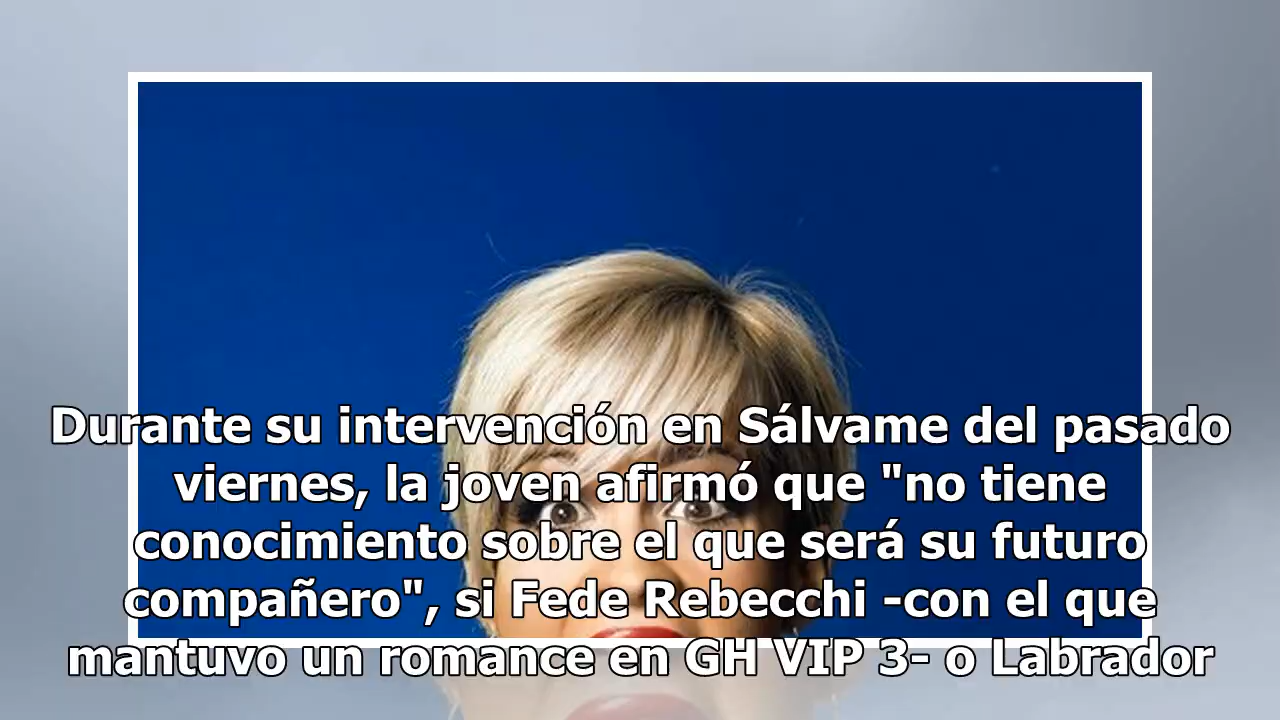 Durante su intervención en Sálvame del pasado
viernes, la joven afirmó que "no tiene
conocimiento sobre el que será su futuro
compañero", si Fede Rebecchi -con el que
mantuvo un romance en GH VIP 3- o Labrador